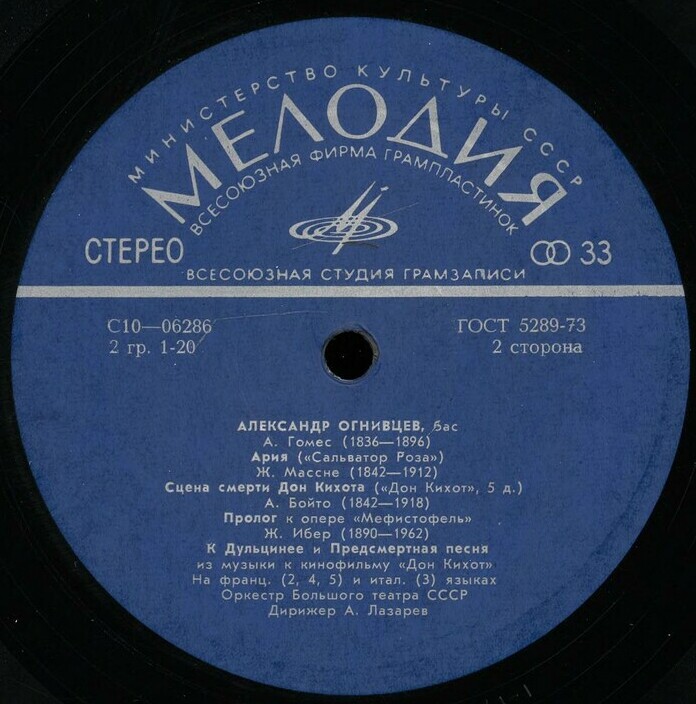 МИНИСТЕРСТВО КУЛЬТУРЫ СССР
МЕЛОДИЯ
ВСЕСОЮЗНАЯ ФИРМА ГРАМПЛАСТИНОК
СТЕРЕО
33
ВСЕСОЮЗНАЯ СТУДИЯ ГРАМЗАПИСИ
С10—06286
ГОСТ 5289-73
2 гр. 1-20
2 сторона
АЛЕКСАНДР ОГНИВЦЕВ, бас
А. Гомес (1836—1896)
Ария («Сальватор Роза»)
Ж. Массне (1842—1912)
Сцена смерти Дон Кихота («Дон Кихот», 5 д.)
А. Бойто (1842—1918)
Пролог к опере «Мефистофель»
Ж. Ибер (1890—1962)
К Дульцинее и Предсмертная песня
из музыки к кинофильму «Дон Кихот»
На франц. (2, 4, 5) и итал. (3) языках
Оркестр Большого театра СССР
Дирижер А. Лазарев